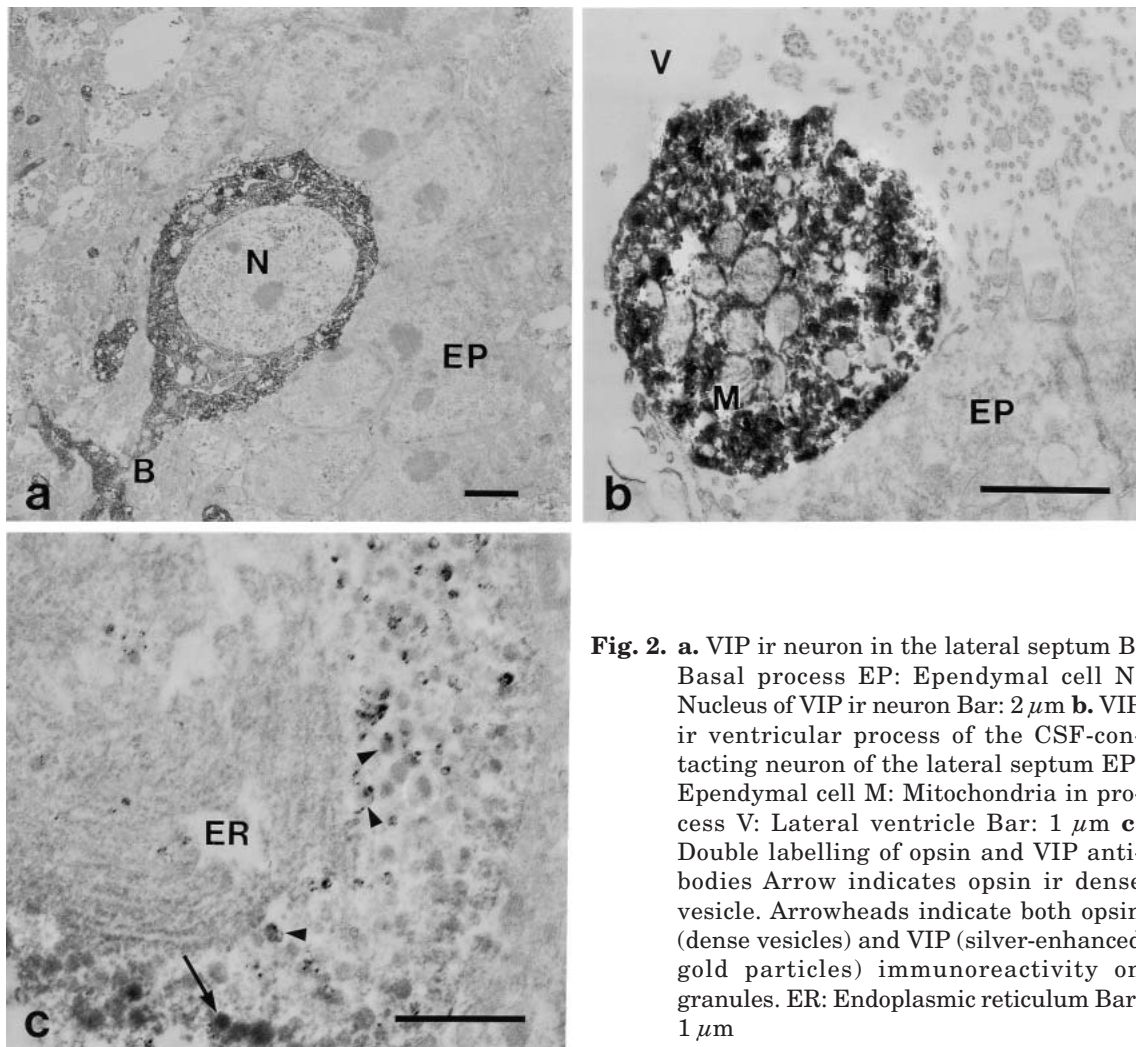 V
N
EP
B
a
M
EP
b
ER
c
Fig. 2. a. VIP ir neuron in the lateral septum B
Basal process EP: Ependymal cell N
Nucleus of VIP ir neuron Bar: 2 μm b. VIP
ir ventricular process of the CSF-con-
tacting neuron of the lateral septum EP
Ependymal cell M: Mitochondria in pro-
cess V: Lateral ventricle Bar: 1 μm c
Double labelling of opsin and VIP anti-
bodies Arrow indicates opsin ir dense
vesicle. Arrowheads indicate both opsin
(dense vesicles) and VIP (silver-enhanced
gold particles) immunoreactivity on
granules. ER: Endoplasmic reticulum Bar
1 μm